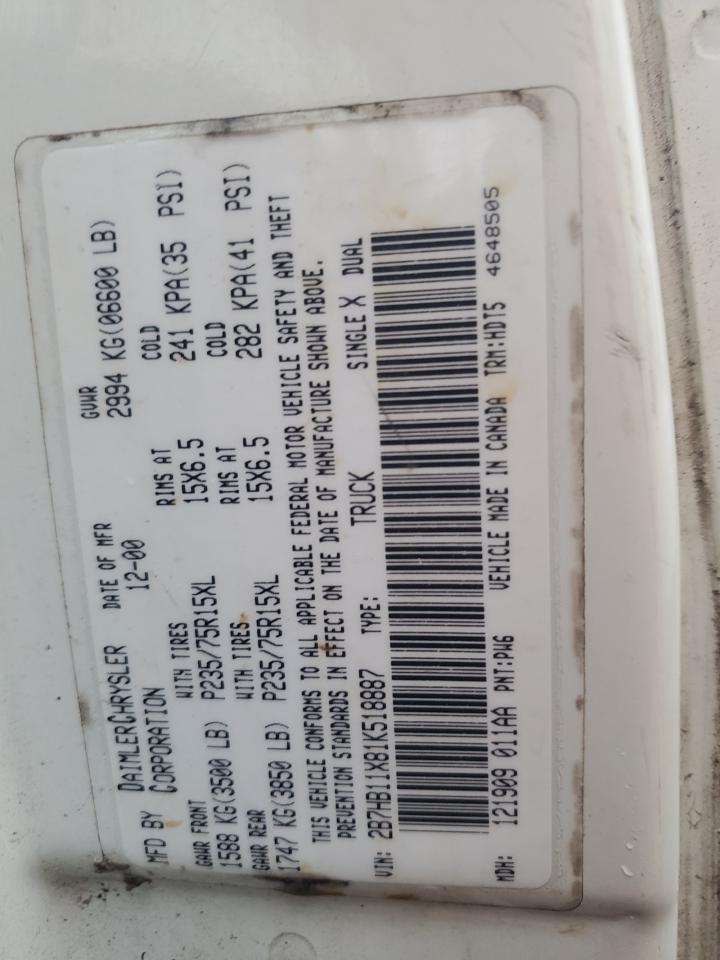 MFD BY DAIMLERCHRYSLER CORPORATION DATE OF MFR 12-00 GVWR 2994 KG(06600 LB)
GAWR FRONT WITH TIRES RIMS AT COLD
1588 KG(3500 LB) P235/75R15XL 15X6.5 241 KPA(35 PSI)
GAWR REAR WITH TIRES RIMS AT COLD
1747 KG(3850 LB) P235/75R15XL 15X6.5 282 KPA(41 PSI)
THIS VEHICLE CONFORMS TO ALL APPLICABLE FEDERAL MOTOR VEHICLE SAFETY AND THEFT
PREVENTION STANDARDS IN EFFECT ON THE DATE OF MANUFACTURE SHOWN ABOVE.
VIN: 2B7HB11X81K518887 TYPE: TRUCK SINGLE X DUAL
MDH: 121909 011AA PNT:PW6 VEHICLE MADE IN CANADA TRM:HDT5 4648505